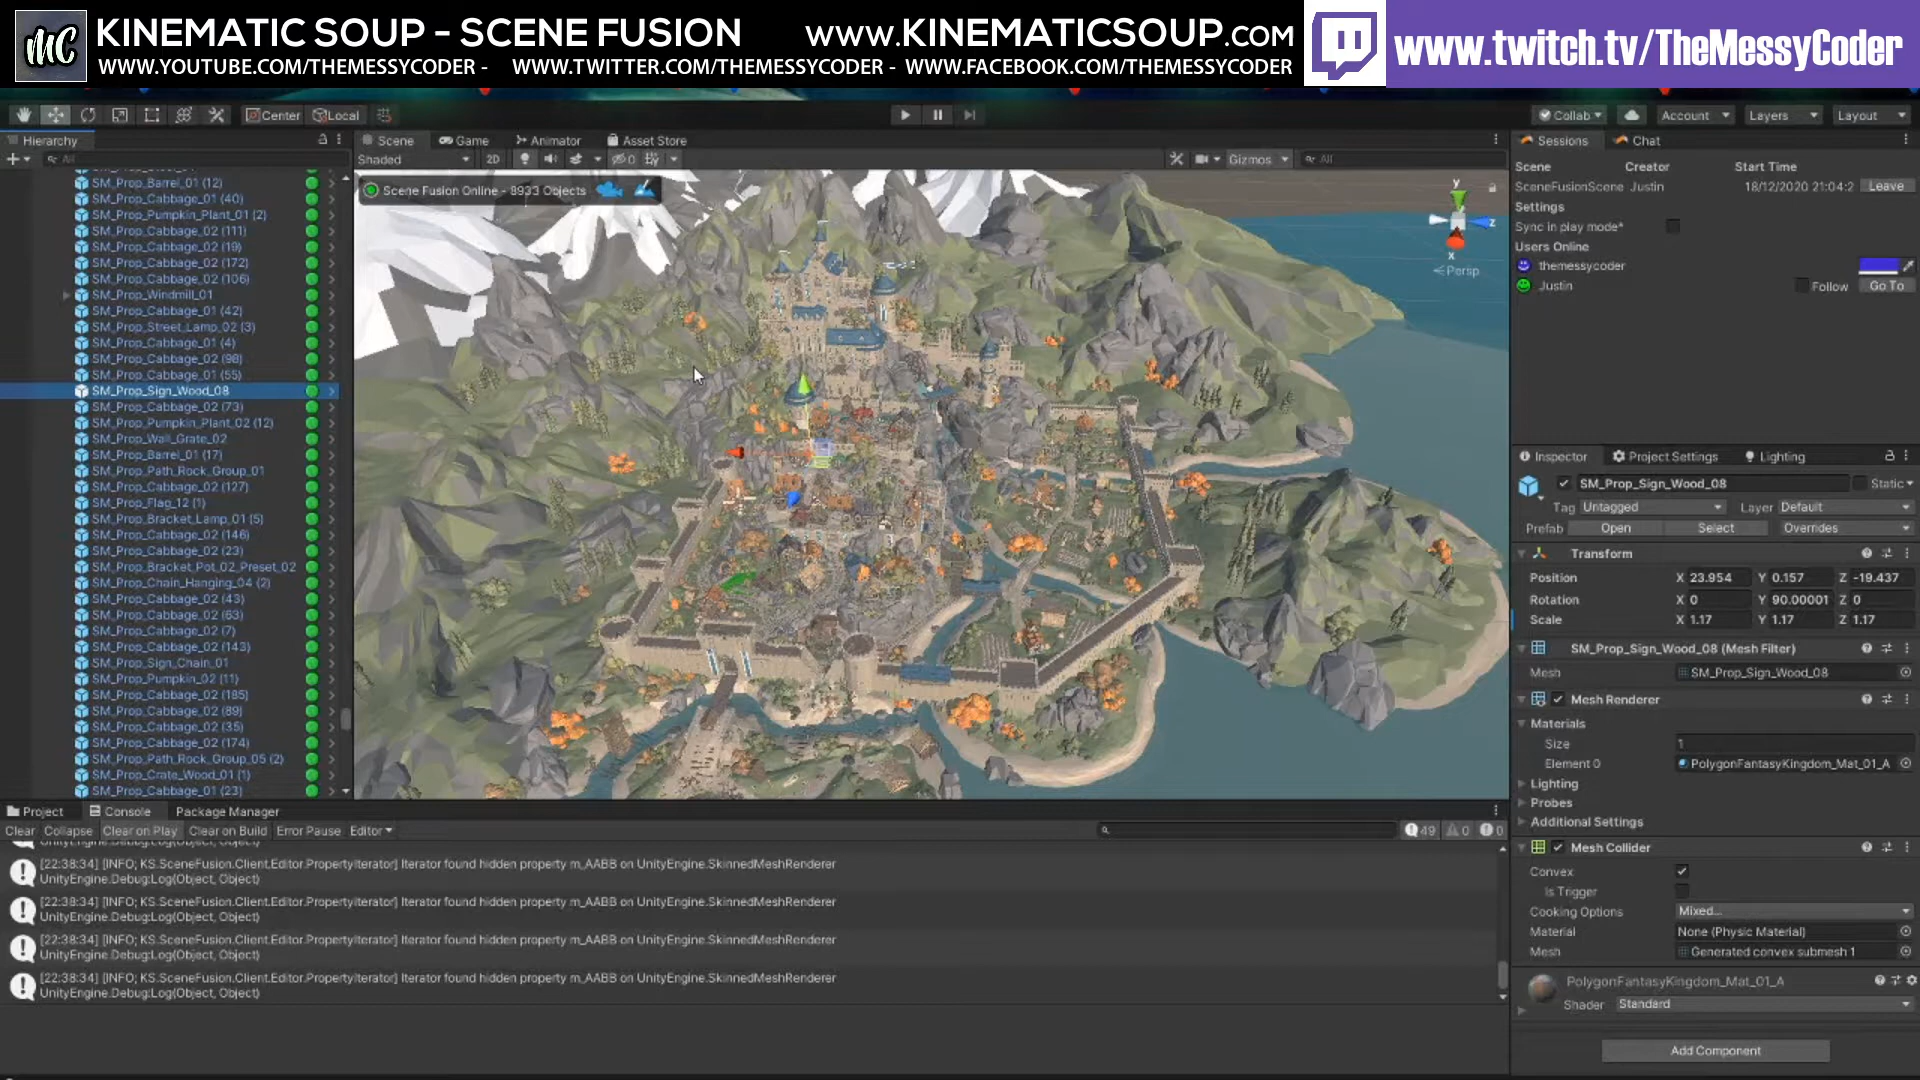 MC
KINEMATIC SOUP - SCENE FUSION
www.KINEMATICSOUP.com
WWW.YOUTUBE.COM/THEMESSYCODER - WWW.TWITTER.COM/THEMESSYCODER - WWW.FACEBOOK.COM/THEMESSYCODER
www.twitch.tv/TheMessyCoder
Center
Local
Collab
Account
Layers
Layout
Hierarchy
All
SM_Prop_Barrel_01 (12)
SM_Prop_Cabbage_01 (40)
SM_Prop_Pumpkin_Plant_01 (2)
SM_Prop_Cabbage_02 (111)
SM_Prop_Cabbage_02 (19)
SM_Prop_Cabbage_02 (172)
SM_Prop_Cabbage_02 (106)
SM_Prop_Windmill_01
SM_Prop_Cabbage_01 (42)
SM_Prop_Street_Lamp_02 (3)
SM_Prop_Cabbage_01 (4)
SM_Prop_Cabbage_02 (98)
SM_Prop_Cabbage_01 (55)
SM_Prop_Sign_Wood_08
SM_Prop_Cabbage_02 (73)
SM_Prop_Pumpkin_Plant_02 (12)
SM_Prop_Wall_Grate_02
SM_Prop_Barrel_01 (17)
SM_Prop_Path_Rock_Group_01
SM_Prop_Cabbage_02 (127)
SM_Prop_Flag_12 (1)
SM_Prop_Bracket_Lamp_01 (5)
SM_Prop_Cabbage_02 (146)
SM_Prop_Cabbage_02 (23)
SM_Prop_Bracket_Pot_02_Preset_02
SM_Prop_Chain_Hanging_04 (2)
SM_Prop_Cabbage_02 (43)
SM_Prop_Cabbage_02 (63)
SM_Prop_Cabbage_02 (7)
SM_Prop_Cabbage_02 (143)
SM_Prop_Sign_Chain_01
SM_Prop_Pumpkin_02 (11)
SM_Prop_Cabbage_02 (185)
SM_Prop_Cabbage_02 (89)
SM_Prop_Cabbage_02 (35)
SM_Prop_Cabbage_02 (174)
SM_Prop_Path_Rock_Group_05 (2)
SM_Prop_Crate_Wood_01 (1)
SM_Prop_Cabbage_01 (23)
Scene
Game
Animator
Asset Store
Shaded
2D
0
Gizmos
All
Scene Fusion Online - 8933 Objects
y
z
x
Persp
Sessions
Chat
Scene Creator Start Time
SceneFusionScene Justin 18/12/2020 21:04:2 Leave
Settings
Sync in play mode*
Users Online
themessycoder
Justin Follow Go To
Inspector
Project Settings
Lighting
SM_Prop_Sign_Wood_08 Static
Tag Untagged Layer Default
Prefab Open Select Overrides
Transform
Position X 23.954 Y 0.157 Z -19.437
Rotation X 0 Y 90.00001 Z 0
Scale X 1.17 Y 1.17 Z 1.17
SM_Prop_Sign_Wood_08 (Mesh Filter)
Mesh SM_Prop_Sign_Wood_08
Mesh Renderer
Materials
Size 1
Element 0 PolygonFantasyKingdom_Mat_01_A
Lighting
Probes
Additional Settings
Mesh Collider
Convex
Is Trigger
Cooking Options Mixed...
Material None (Physic Material)
Mesh Generated convex submesh 1
PolygonFantasyKingdom_Mat_01_A
Shader Standard
Add Component
Project
Console
Package Manager
Clear Collapse Clear on Play Clear on Build Error Pause Editor
49 0 0
UnityEngine.Debug:Log(Object, Object)
[22:38:34] [INFO; KS.SceneFusion.Client.Editor.PropertyIterator] Iterator found hidden property m_AABB on UnityEngine.SkinnedMeshRenderer
UnityEngine.Debug:Log(Object, Object)
[22:38:34] [INFO; KS.SceneFusion.Client.Editor.PropertyIterator] Iterator found hidden property m_AABB on UnityEngine.SkinnedMeshRenderer
UnityEngine.Debug:Log(Object, Object)
[22:38:34] [INFO; KS.SceneFusion.Client.Editor.PropertyIterator] Iterator found hidden property m_AABB on UnityEngine.SkinnedMeshRenderer
UnityEngine.Debug:Log(Object, Object)
[22:38:34] [INFO; KS.SceneFusion.Client.Editor.PropertyIterator] Iterator found hidden property m_AABB on UnityEngine.SkinnedMeshRenderer
UnityEngine.Debug:Log(Object, Object)